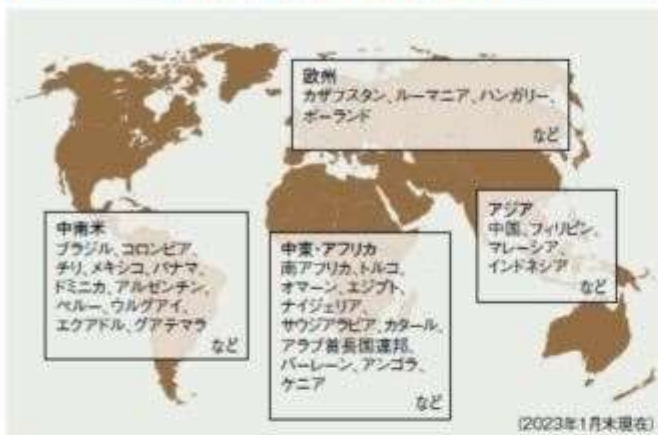 欧州
カザフスタン、ルーマニア、ハンガリー、
ポーランド
など
アジア
中国、フィリピン、
マレーシア、
インドネシア
など
中南米
ブラジル、コロンビア、
チリ、メキシコ、パナマ、
ドミニカ、アルゼンチン、
ペルー、ウルグアイ、
エクアドル、グアテマラ
など
中東・アフリカ
南アフリカ、トルコ、
オマーン、エジプト、
ナイジェリア、
サウジアラビア、カタール、
アラブ首長国連邦、
バーレーン、アンゴラ、
ケニア
など
(2023年1月末現在)